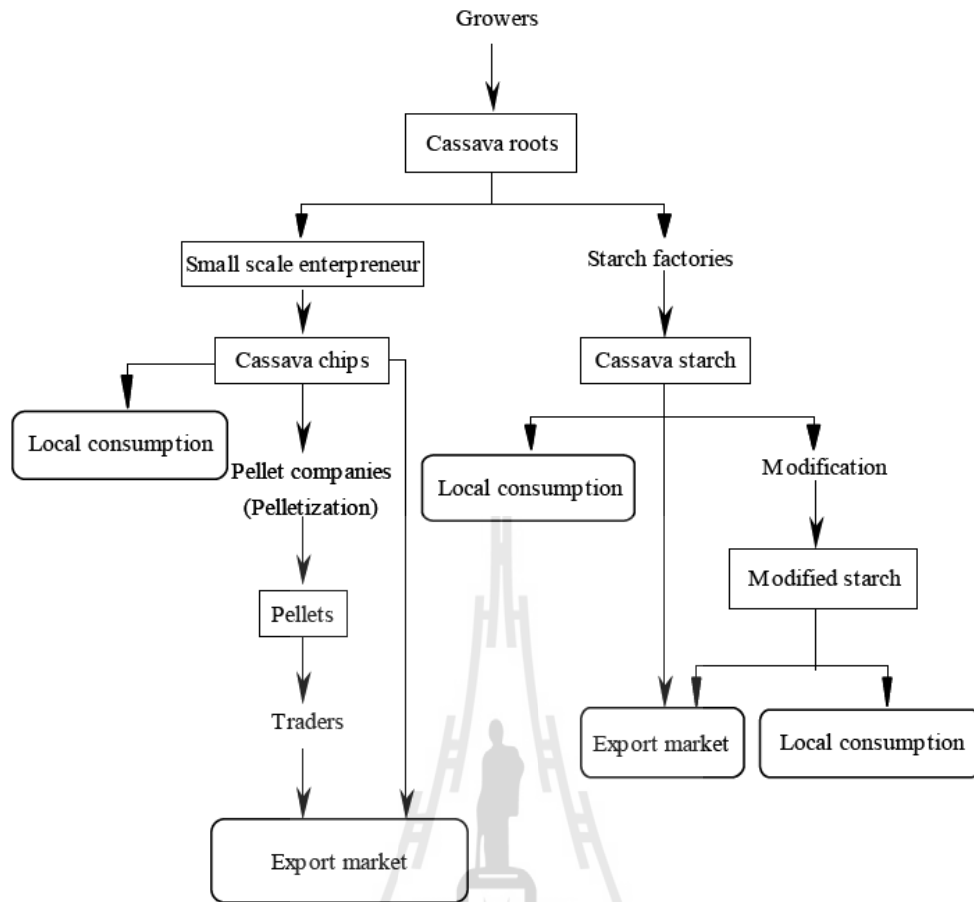 Growers
Cassava roots
Small scale enterpreneur
Starch factories
Cassava chips
Cassava starch
Local consumption
Pellet companies
(Pelletization)
Local consumption
Modification
Modified starch
Pellets
Traders
Export market
Local consumption
Export market